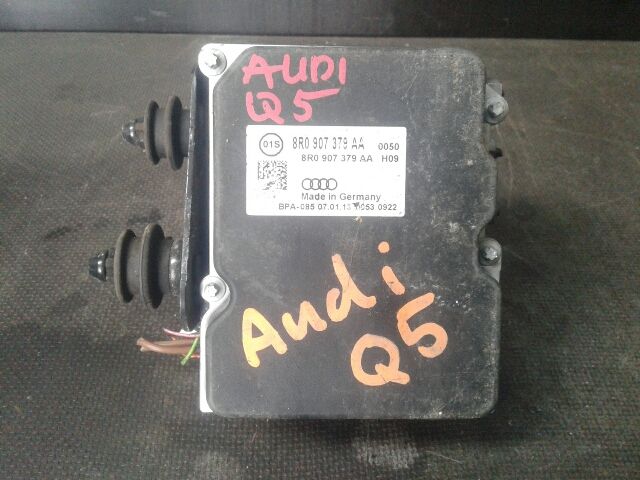 AUDI
Q5
01S 8R0 907 379 AA 0050
8R0 907 379 AA H09
Made in Germany
BPA-085 07.01.13 0922
Audi
Q5